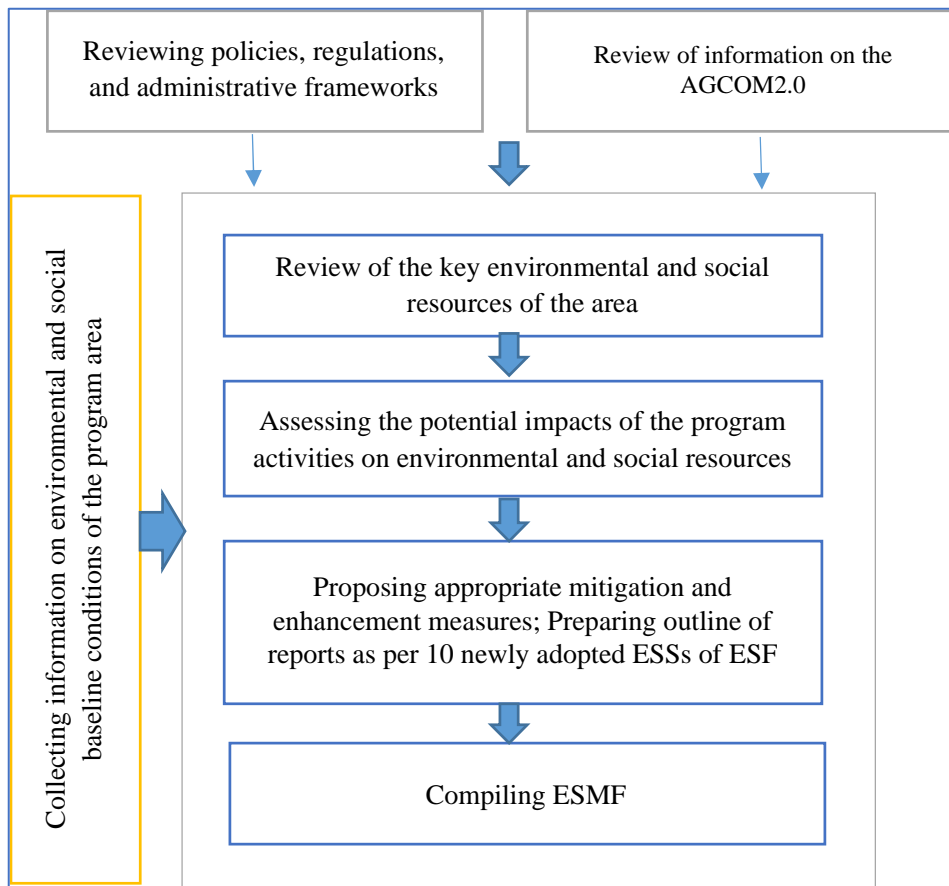 Reviewing policies, regulations,
and administrative frameworks
Review of information on the
AGCOM2.0
Collecting information on environmental and social
baseline conditions of the program area
Review of the key environmental and social
resources of the area
Assessing the potential impacts of the program
activities on environmental and social resources
Proposing appropriate mitigation and
enhancement measures; Preparing outline of
reports as per 10 newly adopted ESSs of ESF
Compiling ESMF